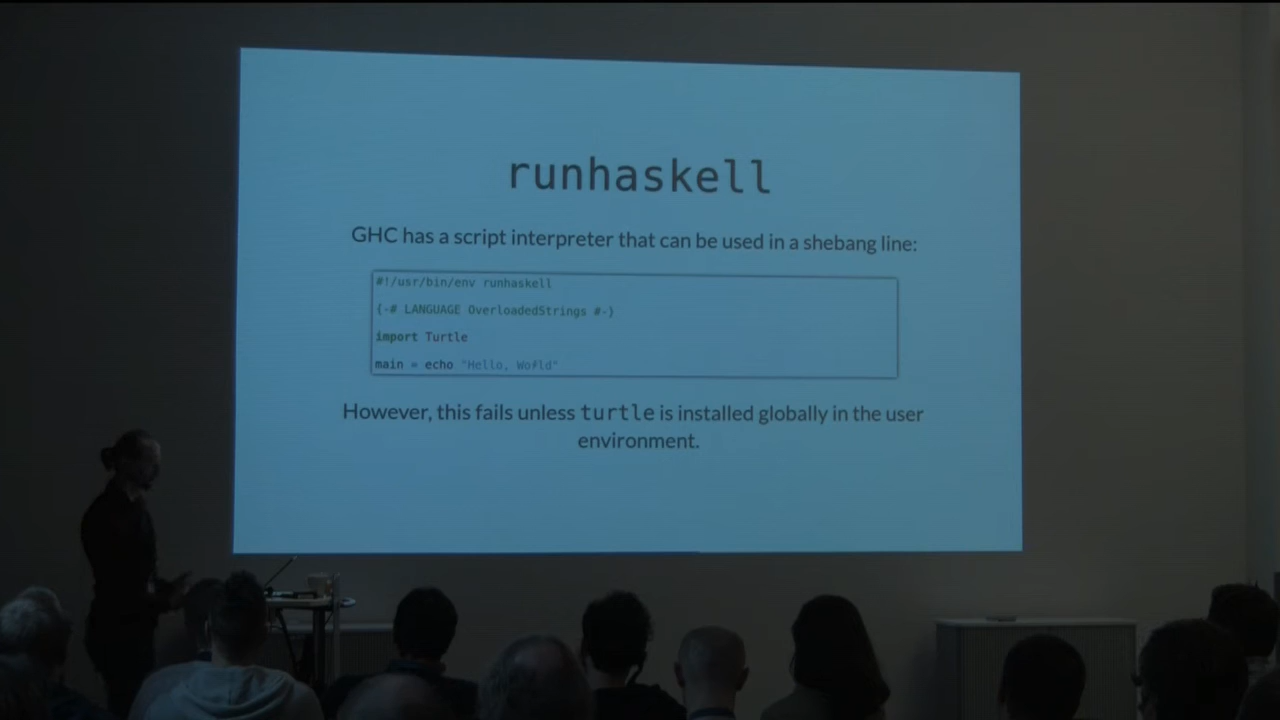 runhaskell
GHC has a script interpreter that can be used in a shebang line:
#!/usr/bin/env runhaskell
{-# LANGUAGE OverloadedStrings #-}
import Turtle
main = echo "Hello, World"
However, this fails unless turtle is installed globally in the user
environment.